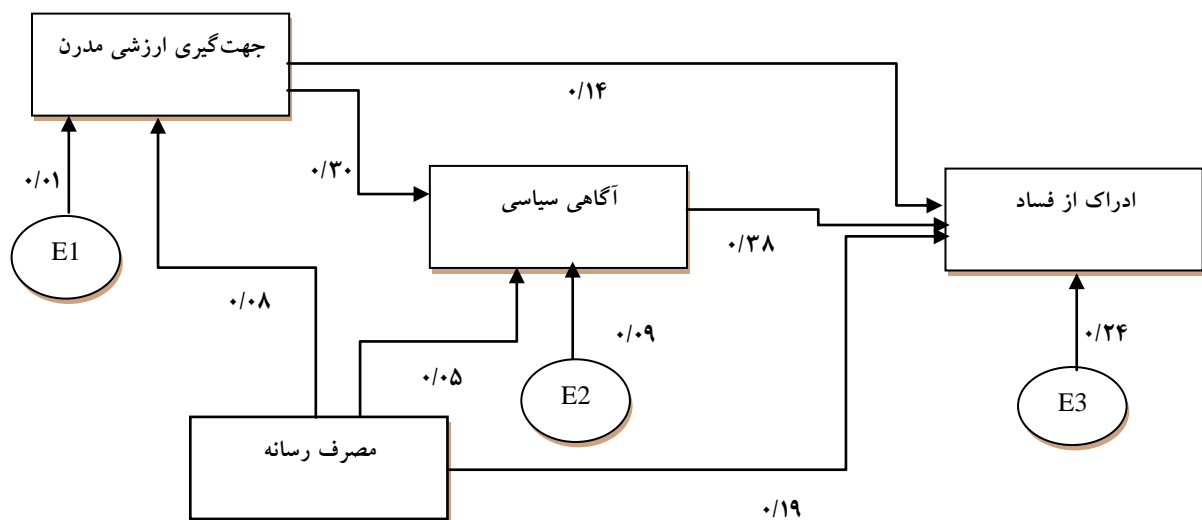 جهت‌گیری ارزشی مدرن
۰/۱۴
۰/۳۰
۰/۰۱
آگاهی سیاسی
ادراک از فساد
۰/۳۸
E1
۰/۰۸
۰/۰۹
۰/۲۴
۰/۰۵
E2
E3
مصرف رسانه
۰/۱۹